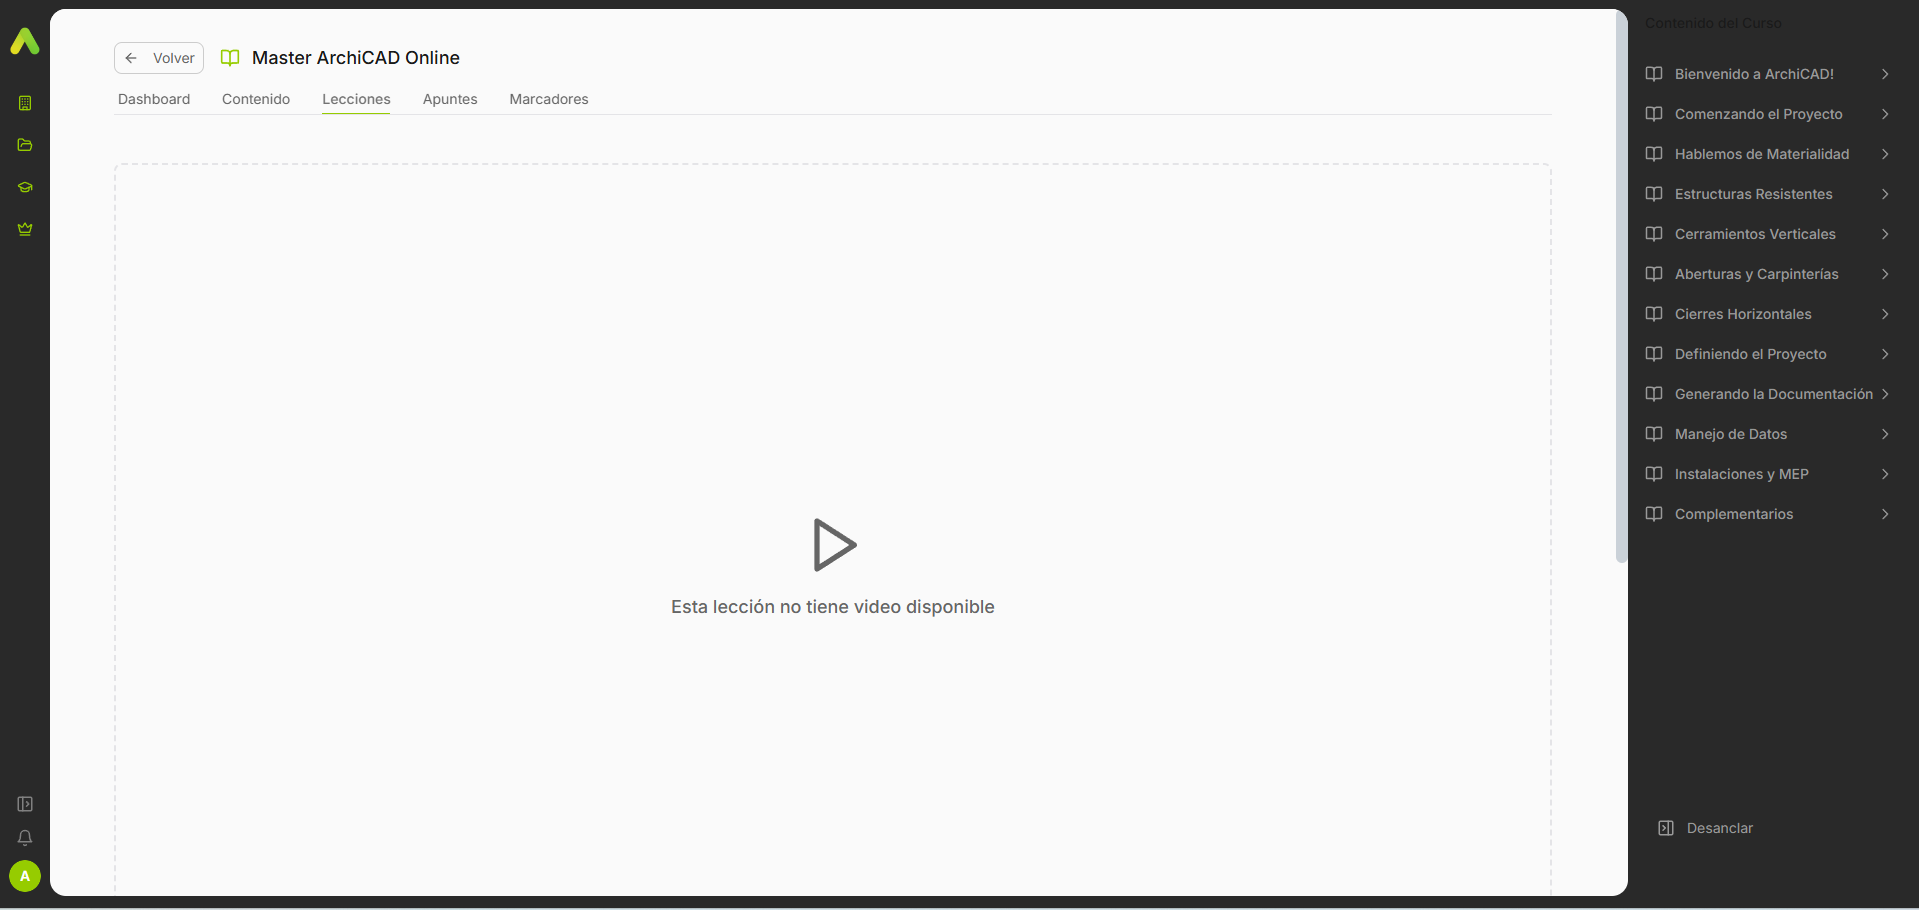 Volver
Master ArchiCAD Online
Dashboard
Contenido
Lecciones
Apuntes
Marcadores
Esta lección no tiene video disponible
A
Contenido del Curso
Bienvenido a ArchiCAD!
Comenzando el Proyecto
Hablemos de Materialidad
Estructuras Resistentes
Cerramientos Verticales
Aberturas y Carpinterías
Cierres Horizontales
Definiendo el Proyecto
Generando la Documentación
Manejo de Datos
Instalaciones y MEP
Complementarios
Desanclar